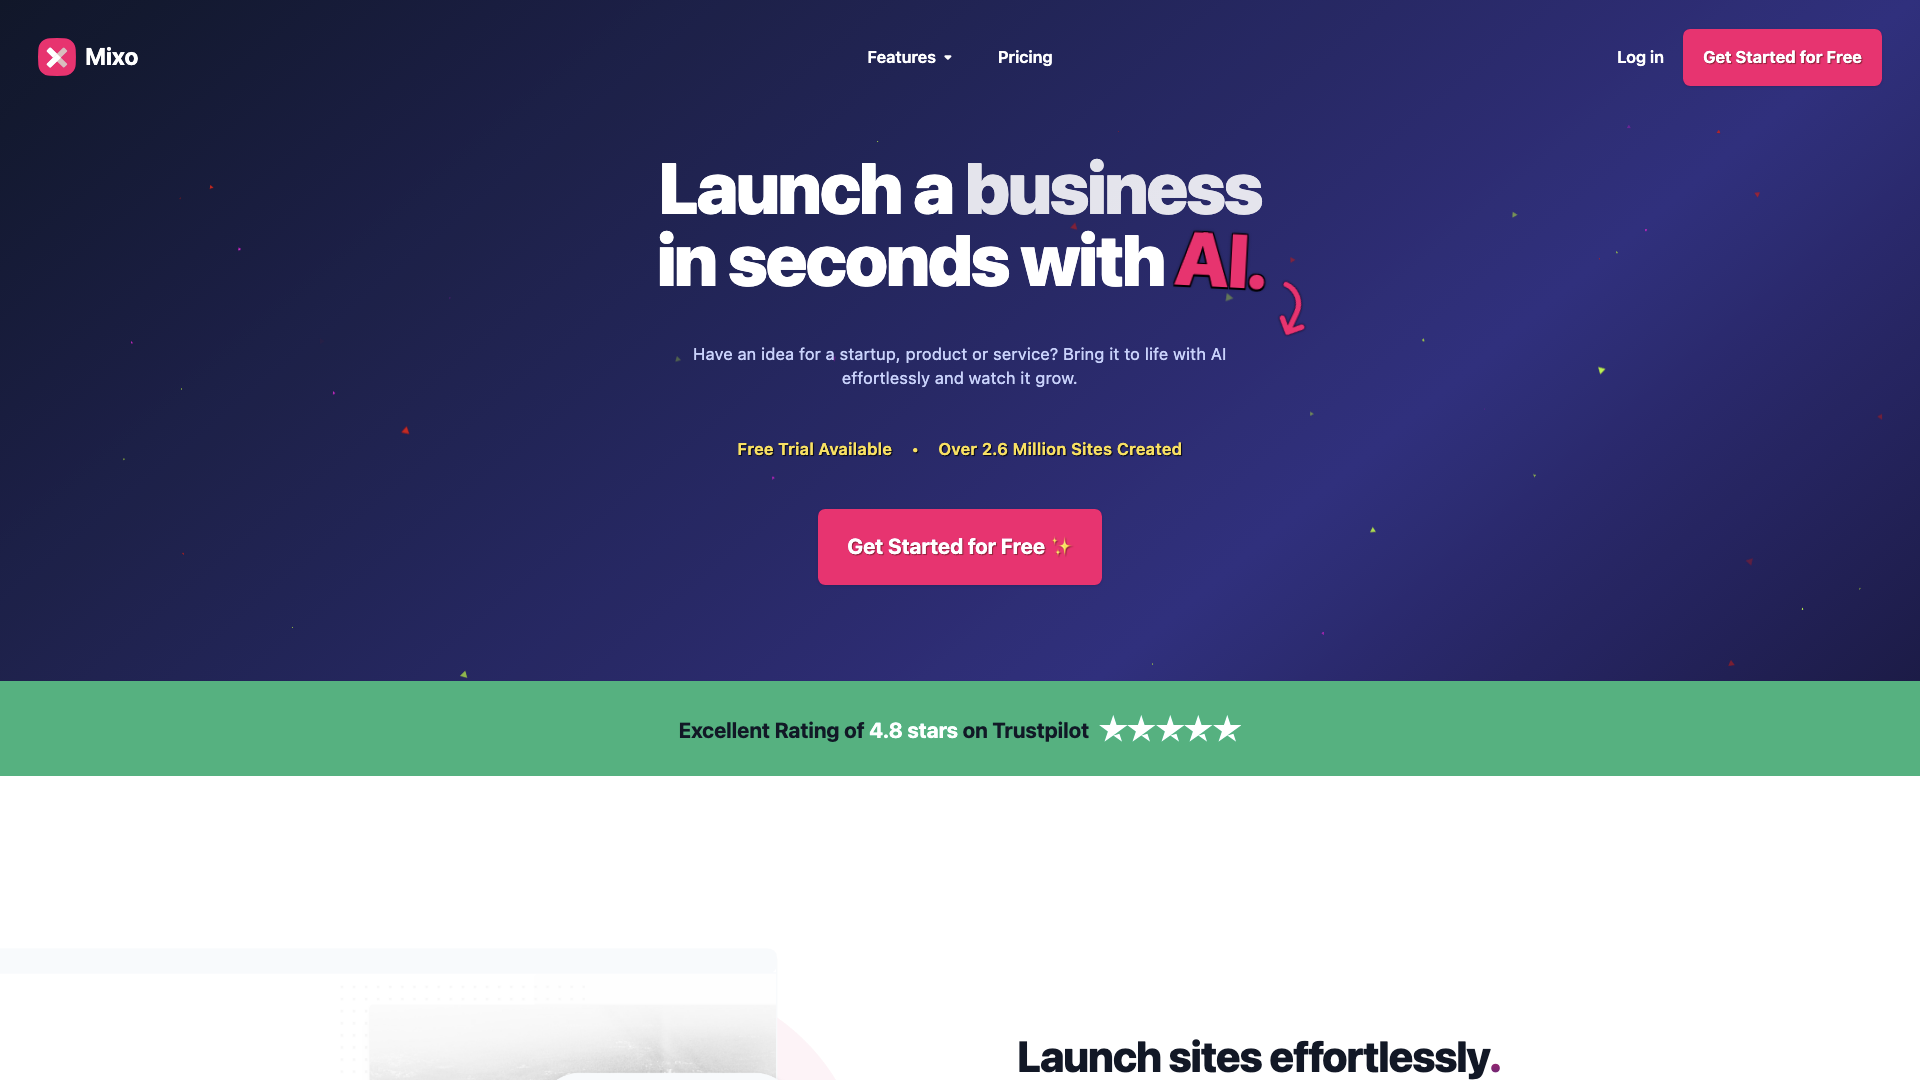 Mixo
Features
Pricing
Log in
Get Started for Free
Launch a business
in seconds with AI.
Have an idea for a startup, product or service? Bring it to life with AI
effortlessly and watch it grow.
Free Trial Available • Over 2.6 Million Sites Created
Get Started for Free ✨
Excellent Rating of 4.8 stars on Trustpilot ★★★★★
Launch sites effortlessly.